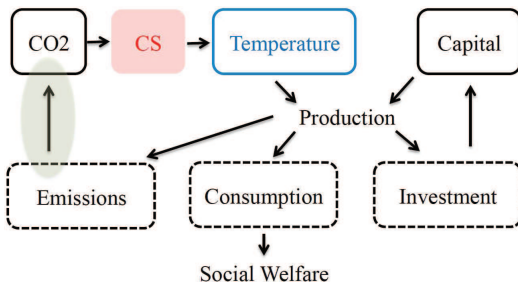 CO2 CS Temperature Capital
Production
Emissions Consumption Investment
Social Welfare